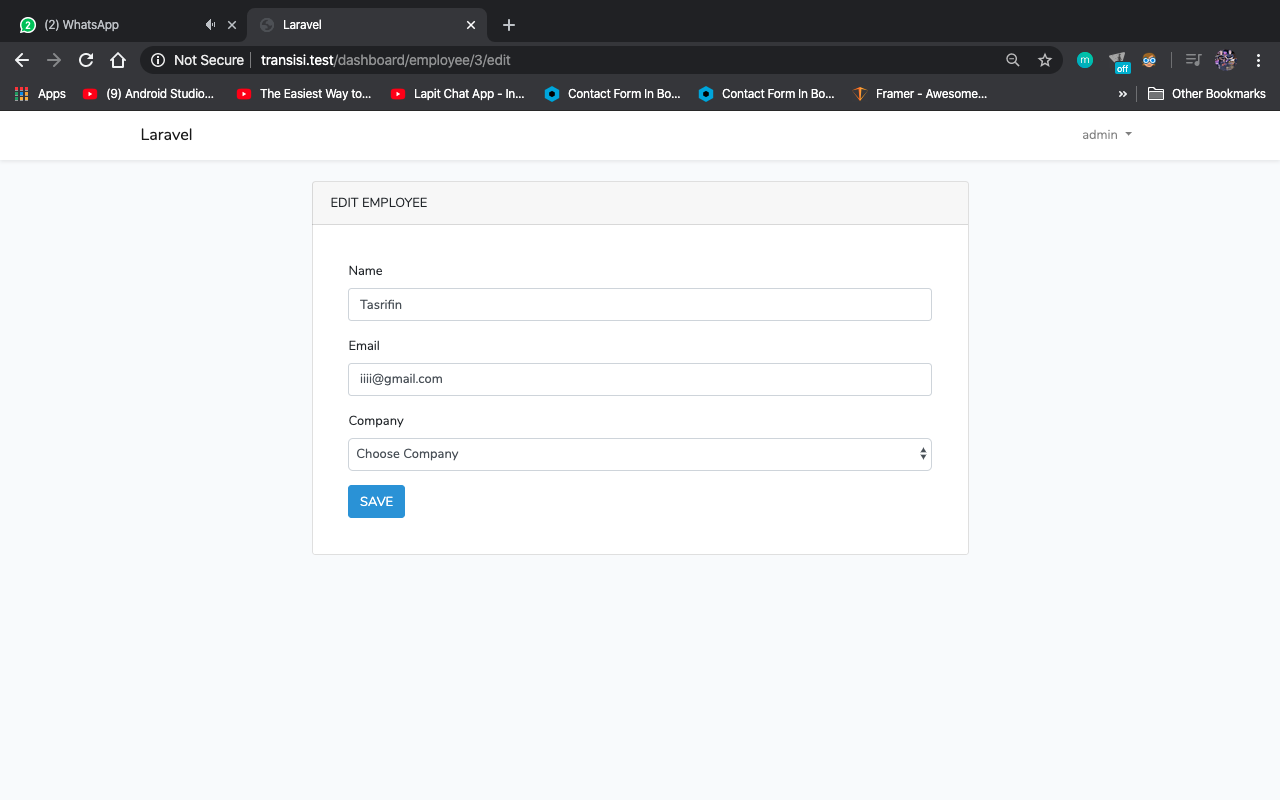 2 (2) WhatsApp Laravel
Not Secure transisi.test/dashboard/employee/3/edit m off
Apps (9) Android Studio... The Easiest Way to... Lapit Chat App - In... Contact Form In Bo... Contact Form In Bo... Framer - Awesome... » Other Bookmarks
Laravel admin
EDIT EMPLOYEE
Name
Tasrifin
Email
iiii@gmail.com
Company
Choose Company
SAVE